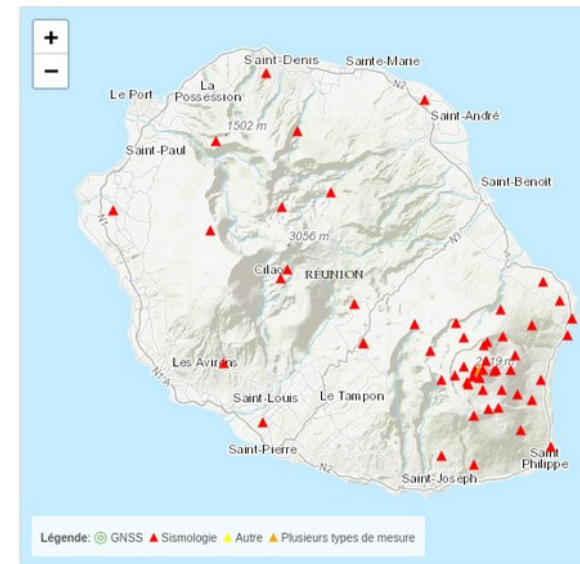 +
−
Saint-Denis
Sainte-Marie
N2
Le Port
La
Possession
Saint-André
1502 m
Saint-Paul
Saint-Benoit
N1
N3
3056 m
Cilaos
REUNION
Les Avirons
N1 A
Saint-Louis
Le Tampon
Saint-Pierre
N2
Saint-Joseph
Saint
Philippe
Légende: GNSS Sismologie Autre Plusieurs types de mesure